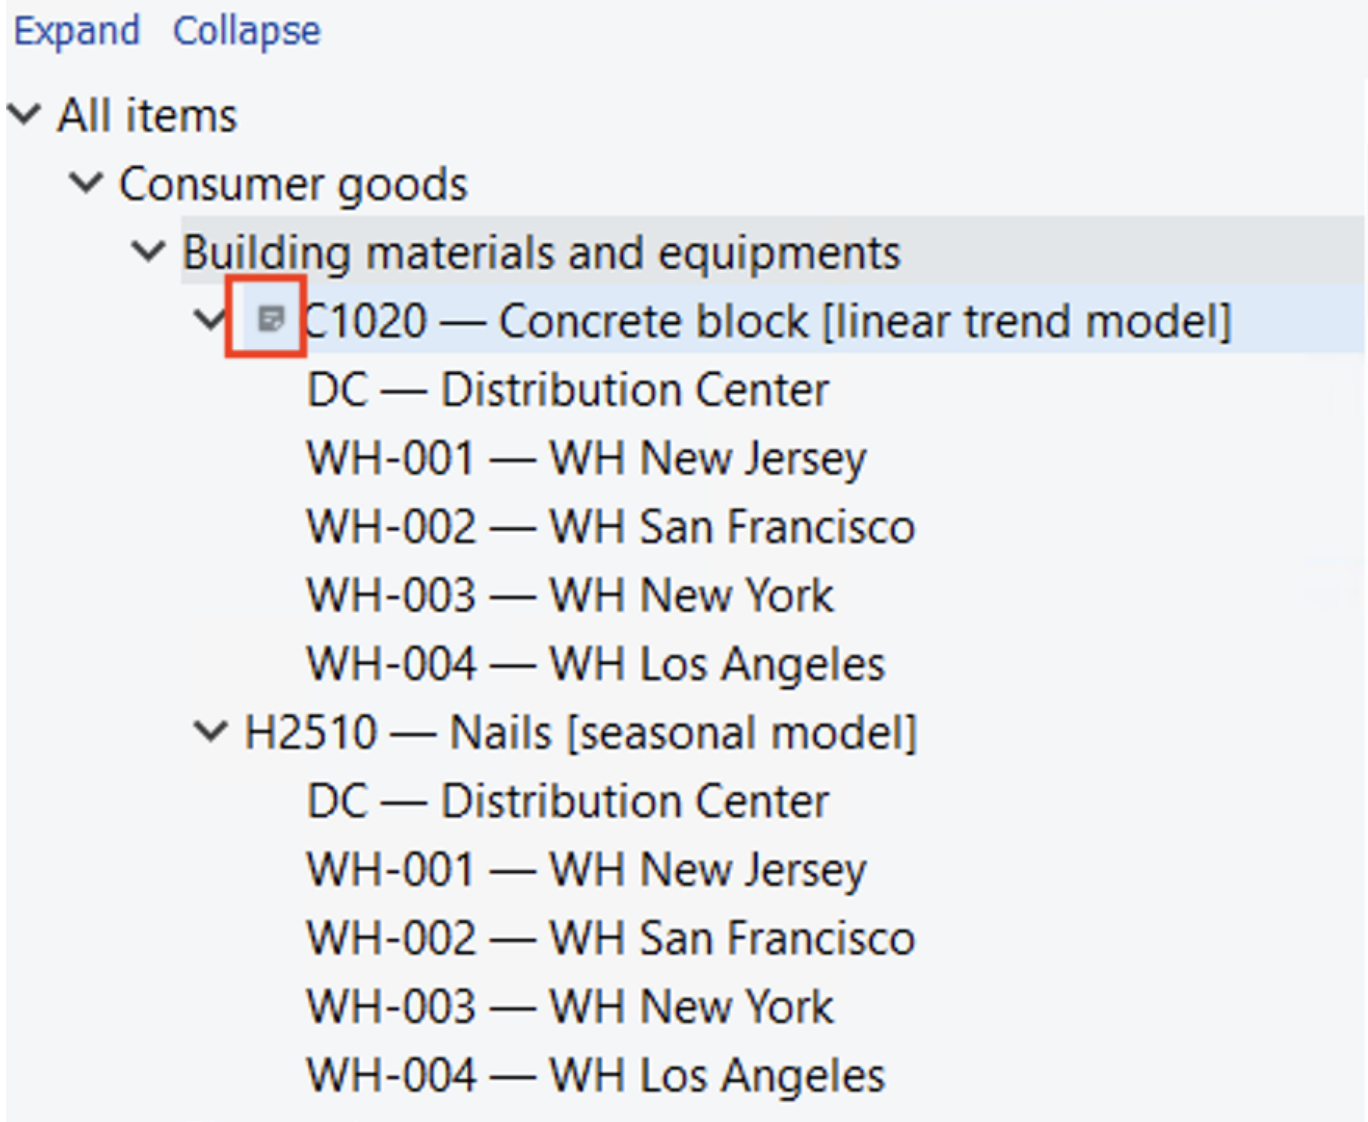 Expand Collapse
All items
Consumer goods
Building materials and equipments
C1020 — Concrete block [linear trend model]
DC — Distribution Center
WH-001 — WH New Jersey
WH-002 — WH San Francisco
WH-003 — WH New York
WH-004 — WH Los Angeles
H2510 — Nails [seasonal model]
DC — Distribution Center
WH-001 — WH New Jersey
WH-002 — WH San Francisco
WH-003 — WH New York
WH-004 — WH Los Angeles